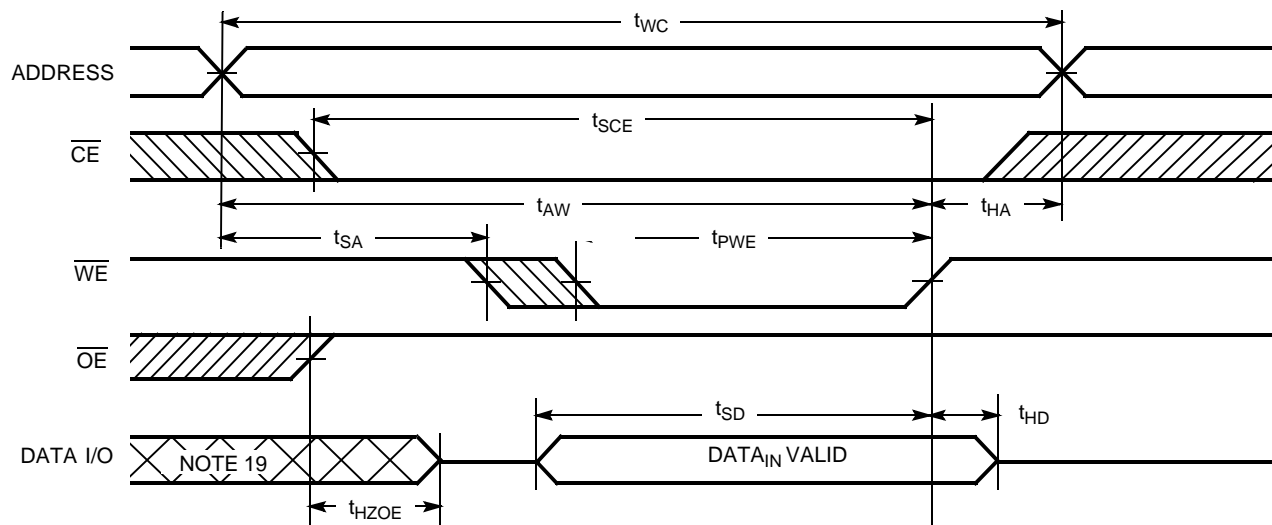 tWC
ADDRESS
tSCE
CE
tAW
tHA
tSA
tPWE
WE
OE
tSD
tHD
DATA I/O
NOTE 19
DATAIN VALID
tHZOE